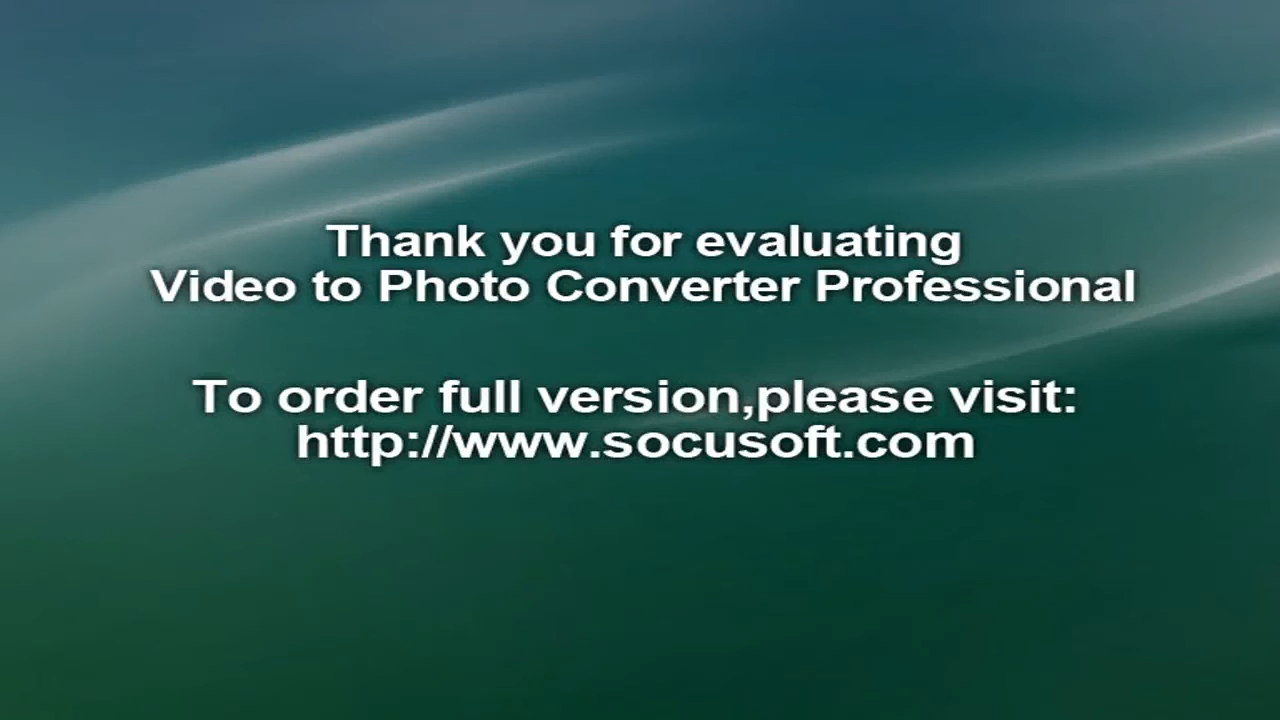 Thank you for evaluating
Video to Photo Converter Professional
To order full version,please visit:
http://www.socusoft.com